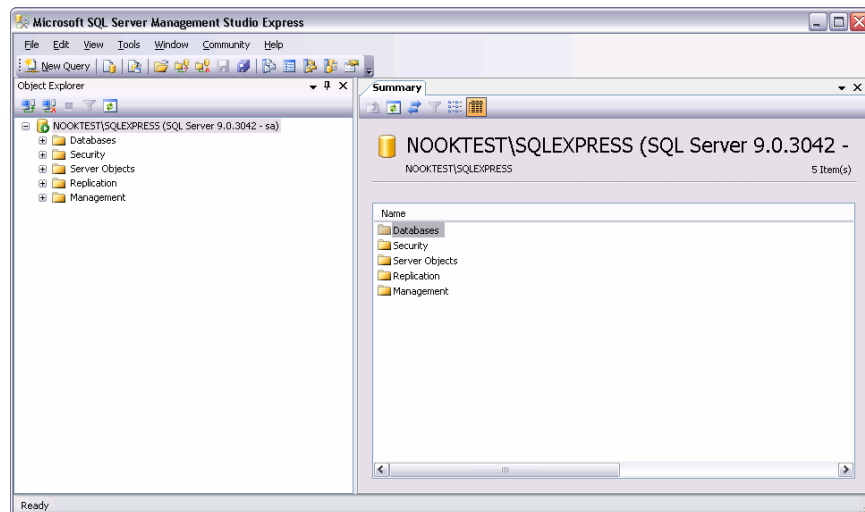 Microsoft SQL Server Management Studio Express
File Edit View Tools Window Community Help
New Query
Object Explorer
NOOKTEST\SQLEXPRESS (SQL Server 9.0.3042 - sa)
Databases
Security
Server Objects
Replication
Management
Summary
NOOKTEST\SQLEXPRESS (SQL Server 9.0.3042 -
NOOKTEST\SQLEXPRESS 5 Item(s)
Name
Databases
Security
Server Objects
Replication
Management
Ready